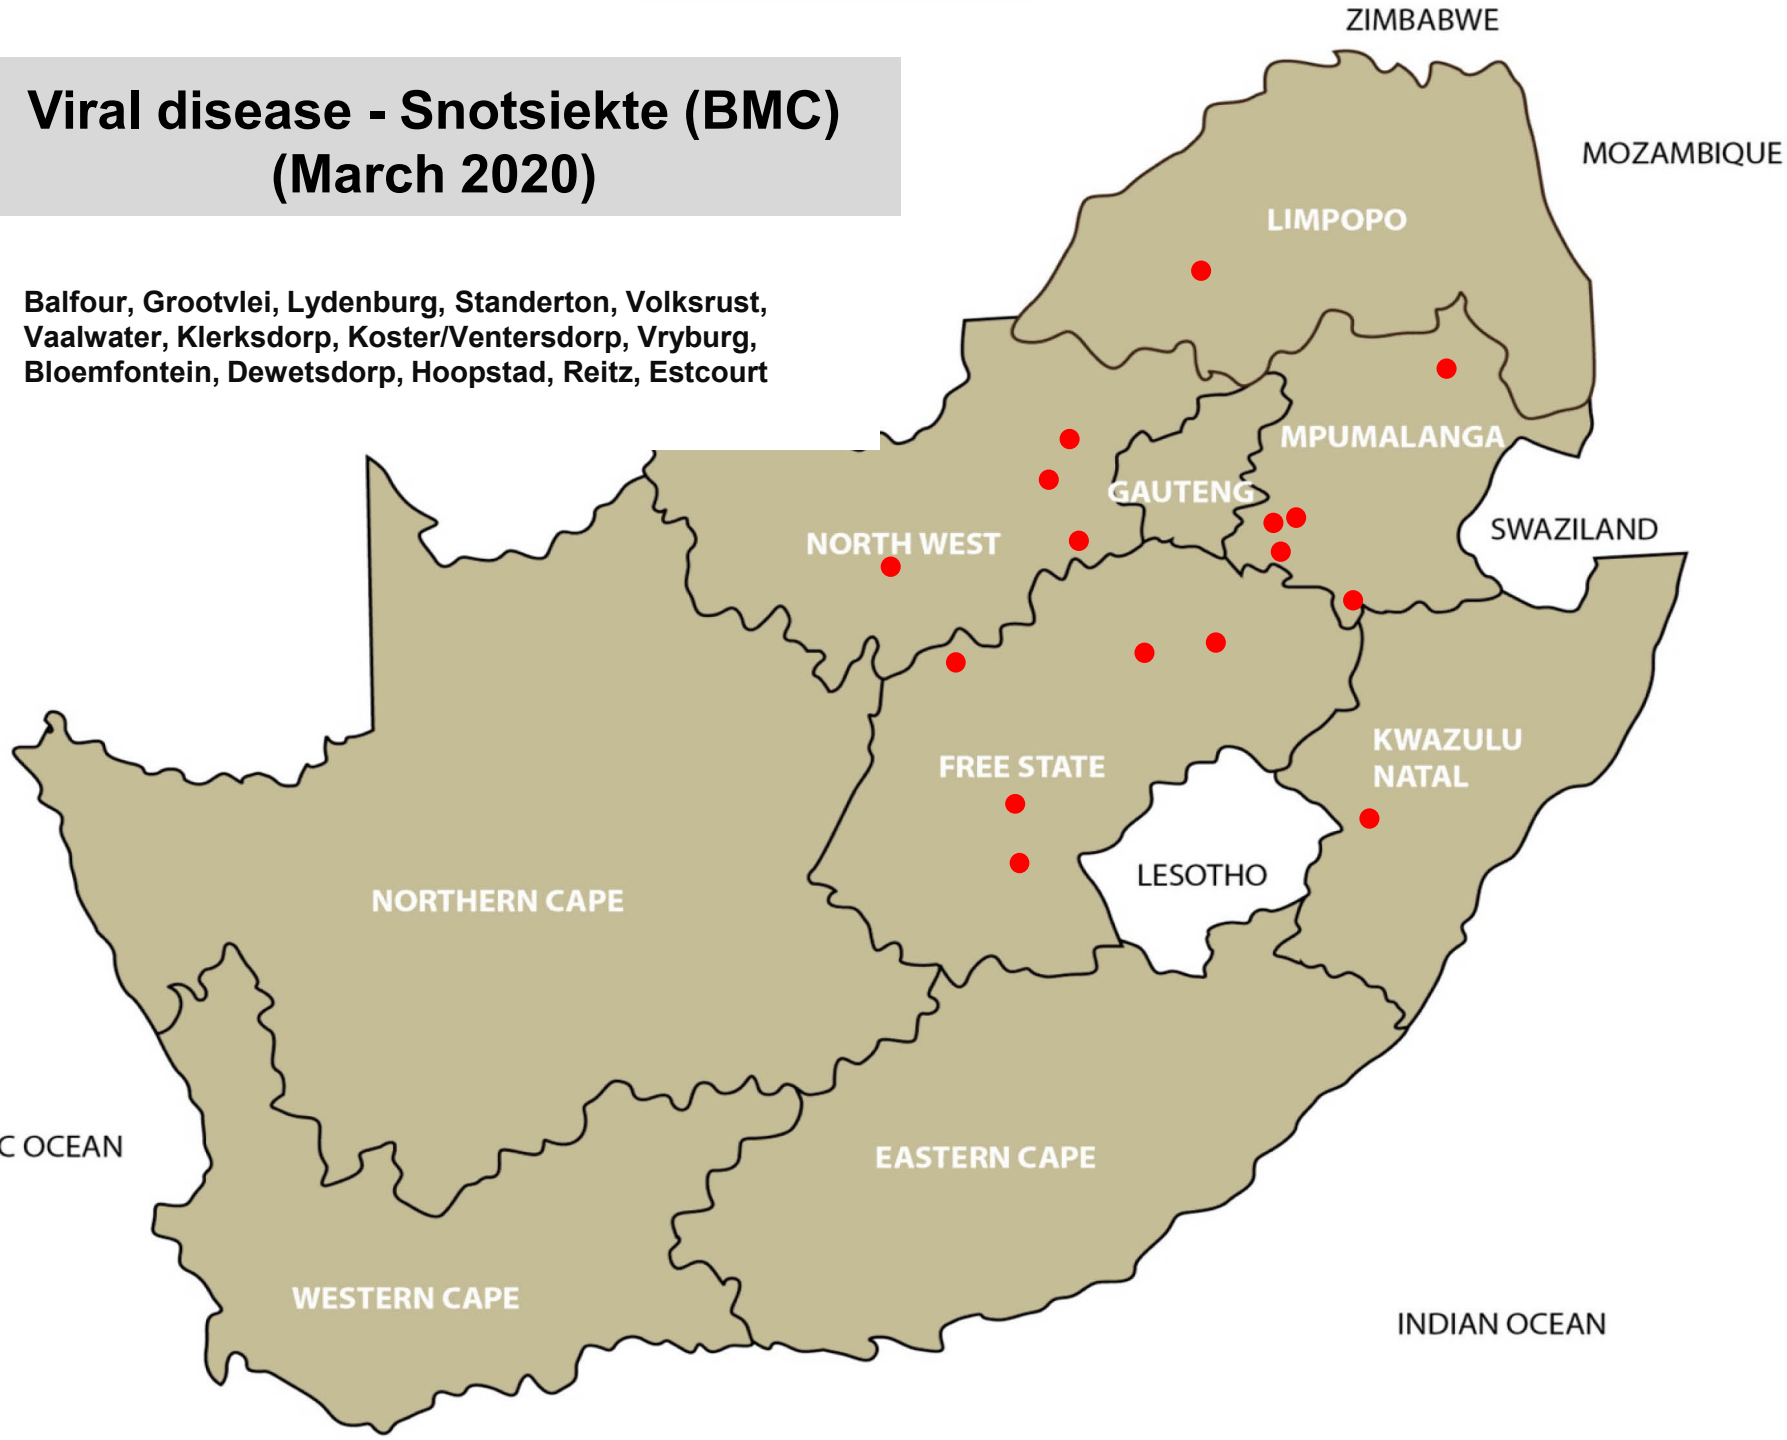 ZIMBABWE
Viral disease - Snotsiekte (BMC)
(March 2020)
MOZAMBIQUE
LIMPOPO
Balfour, Grootvlei, Lydenburg, Standerton, Volksrust,
Vaalwater, Klerksdorp, Koster/Ventersdorp, Vryburg,
Bloemfontein, Dewetsdorp, Hoopstad, Reitz, Estcourt
MPUMALANGA
GAUTENG
SWAZILAND
NORTH WEST
KWAZULU
NATAL
FREE STATE
LESOTHO
NORTHERN CAPE
C OCEAN
EASTERN CAPE
WESTERN CAPE
INDIAN OCEAN